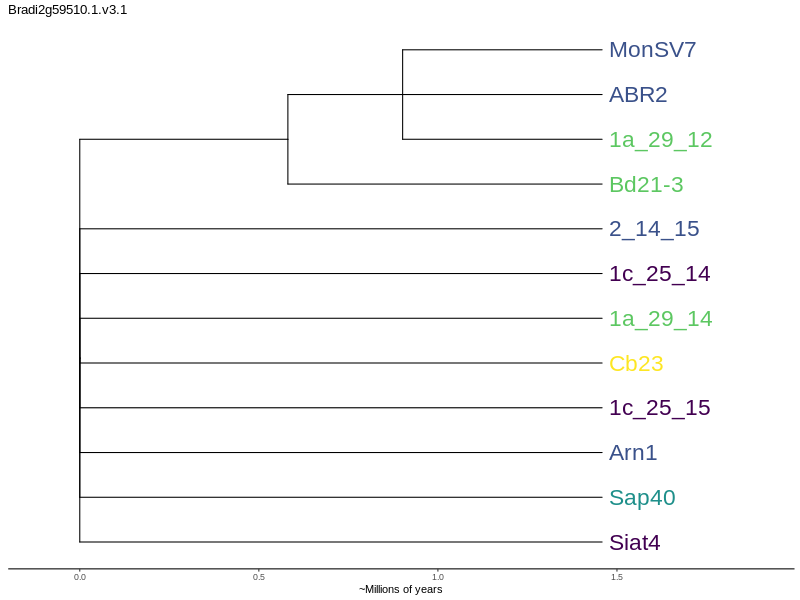 Bradi2g59510.1.v3.1
MonSV7
ABR2
1a_29_12
Bd21-3
2_14_15
1c_25_14
1a_29_14
Cb23
1c_25_15
Arn1
Sap40
Siat4
0.0 0.5 1.0 1.5
~Millions of years